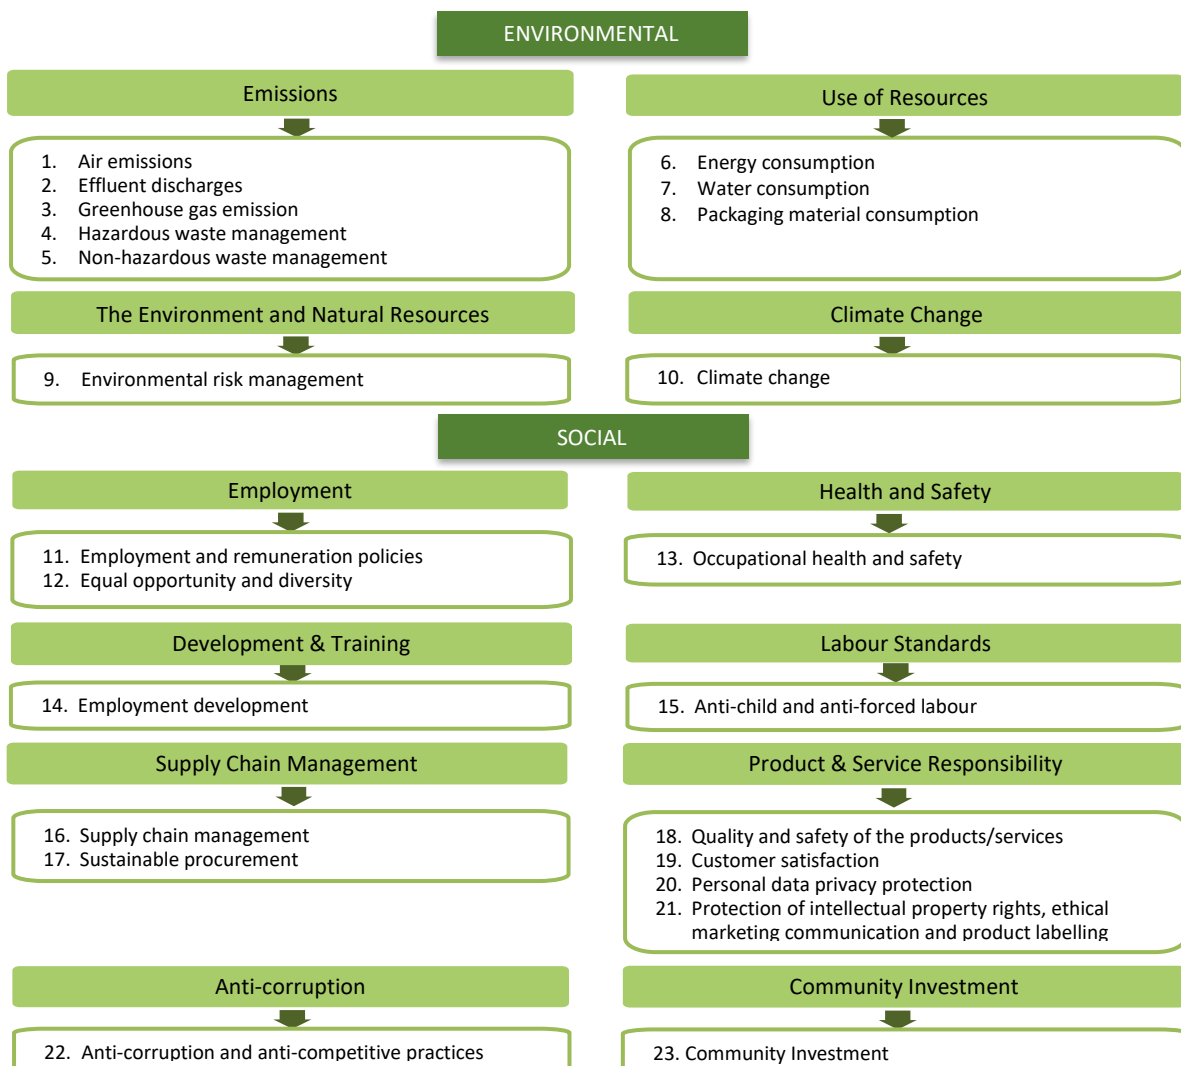 ENVIRONMENTAL
Emissions
1. Air emissions
2. Effluent discharges
3. Greenhouse gas emission
4. Hazardous waste management
5. Non-hazardous waste management
Use of Resources
6. Energy consumption
7. Water consumption
8. Packaging material consumption
The Environment and Natural Resources
9. Environmental risk management
Climate Change
10. Climate change
SOCIAL
Employment
11. Employment and remuneration policies
12. Equal opportunity and diversity
Health and Safety
13. Occupational health and safety
Development & Training
14. Employment development
Labour Standards
15. Anti-child and anti-forced labour
Supply Chain Management
16. Supply chain management
17. Sustainable procurement
Product & Service Responsibility
18. Quality and safety of the products/services
19. Customer satisfaction
20. Personal data privacy protection
21. Protection of intellectual property rights, ethical
marketing communication and product labelling
Anti-corruption
22. Anti-corruption and anti-competitive practices
Community Investment
23. Community Investment